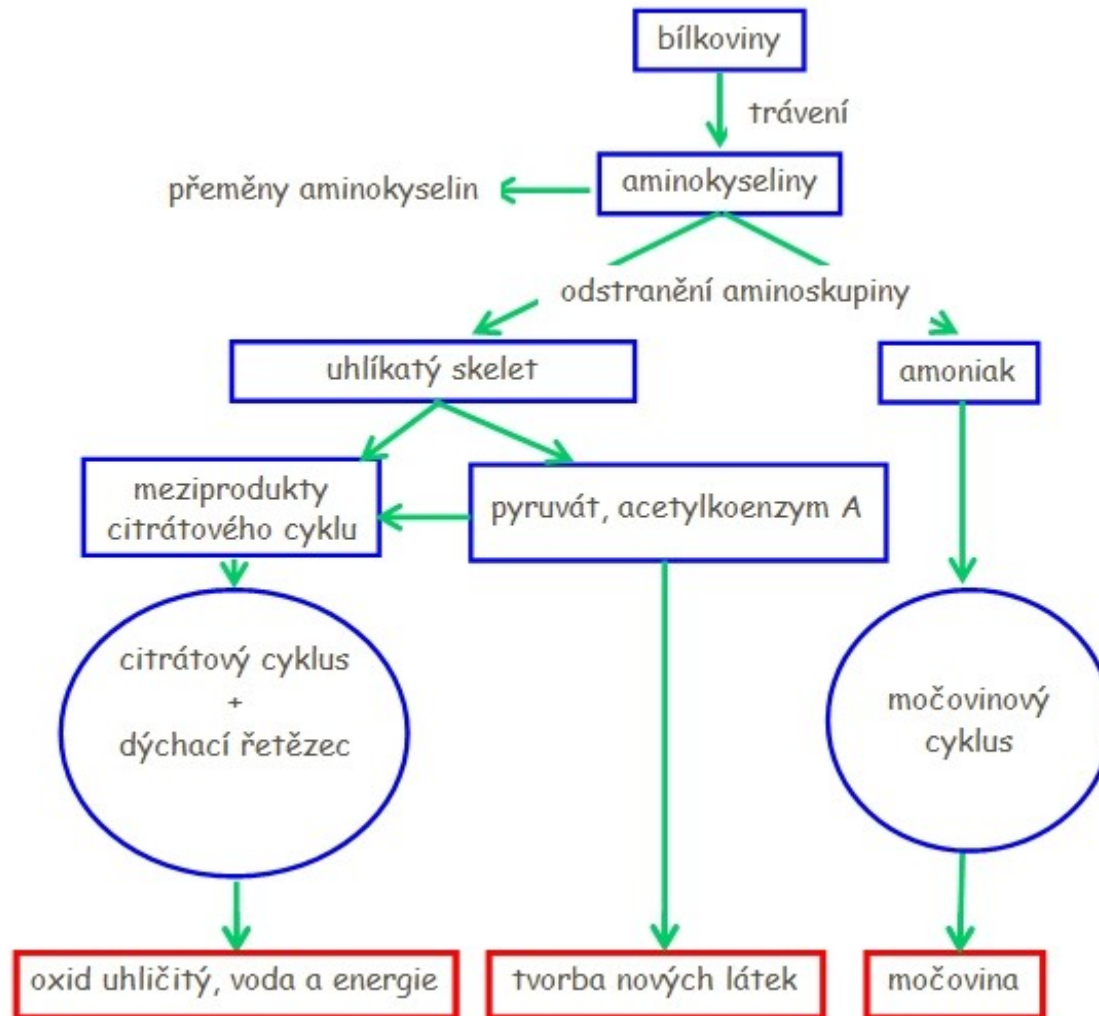 bílkoviny
trávení
přeměny aminokyselin
aminokyseliny
odstranění aminoskupiny
uhlíkatý skelet
amoniak
meziprodukty
citrátového cyklu
pyruvát, acetylkoenzym A
citrátový cyklus
+
dýchací řetězec
močovinový
cyklus
oxid uhličitý, voda a energie
tvorba nových látek
močovina